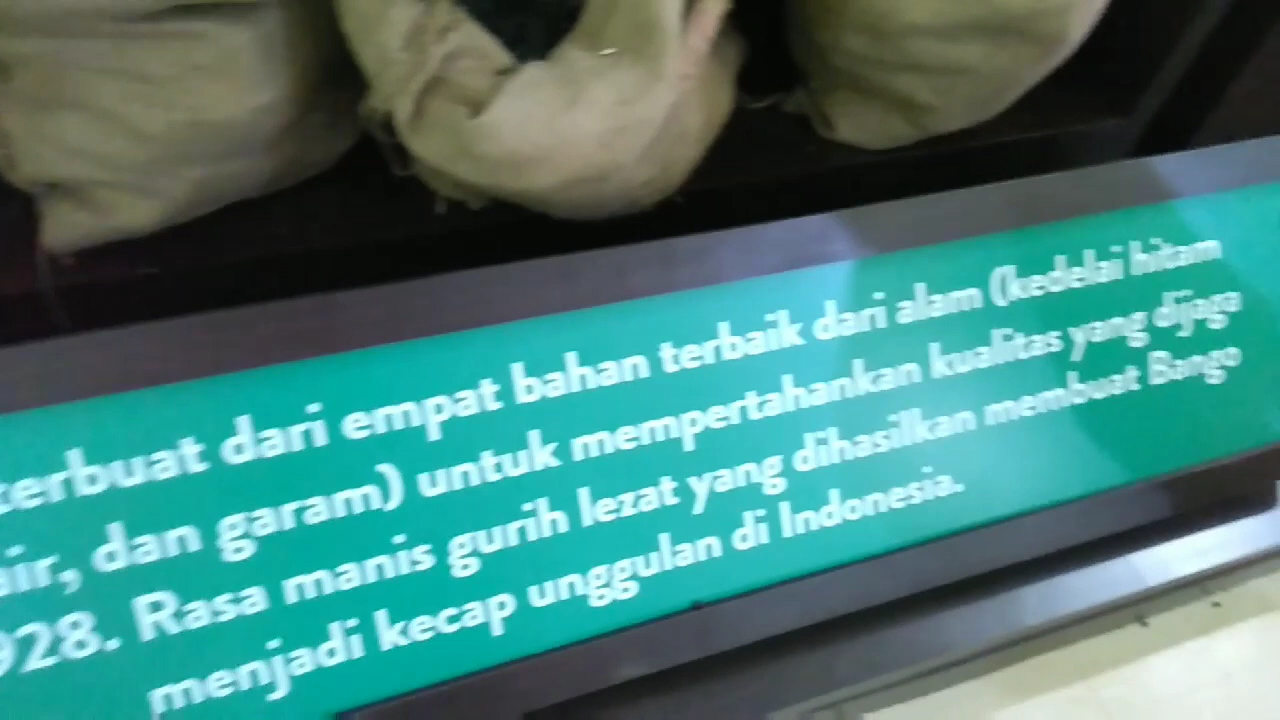 terbuat dari empat bahan terbaik dari alam (kedelai hitam
air, dan garam) untuk mempertahankan kualitas yang dijaga
928. Rasa manis gurih lezat yang dihasilkan membuat Bango
menjadi kecap unggulan di Indonesia.